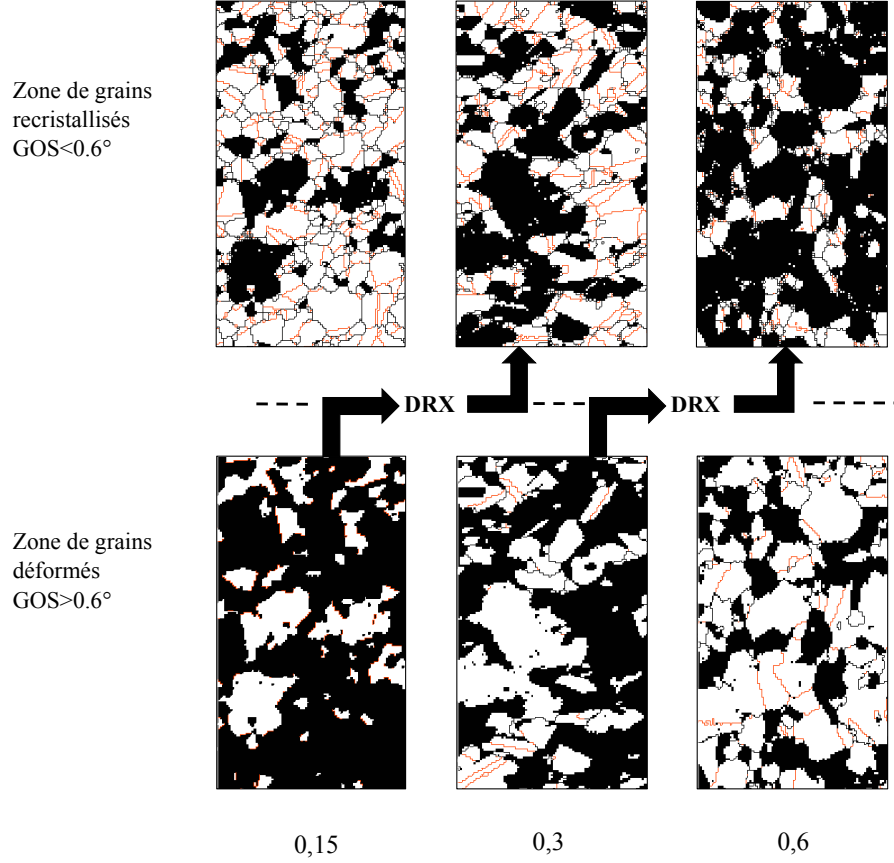 Zone de grains
recristallisés
GOS<0.6°
DRX
DRX
Zone de grains
déformés
GOS>0.6°
0,15
0,3
0,6